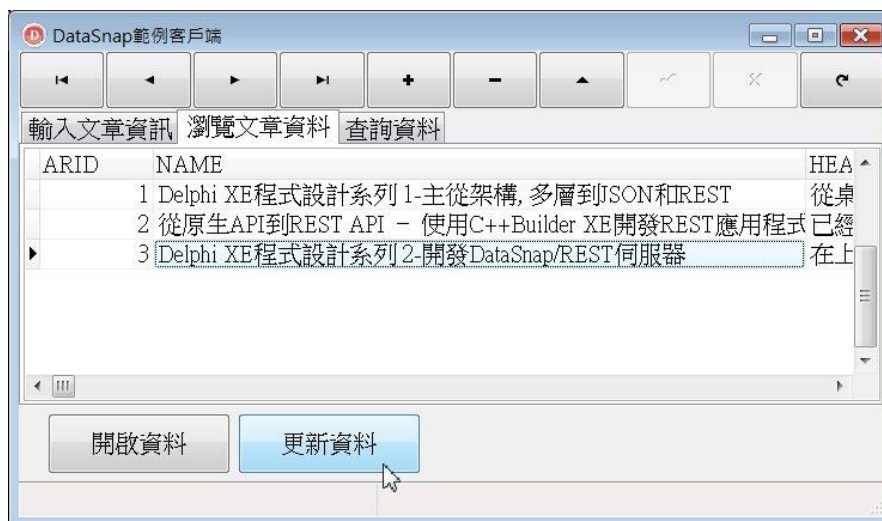 DataSnap範例客戶端
輸入文章資訊 瀏覽文章資料 查詢資料
ARID NAME HEA
1 Delphi XE程式設計系列 1-主從架構, 多層到JSON和REST 從桌
2 從原生API到REST API － 使用C++Builder XE開發REST應用程式 已經
3 Delphi XE程式設計系列 2-開發DataSnap/REST伺服器 在上
開啟資料 更新資料